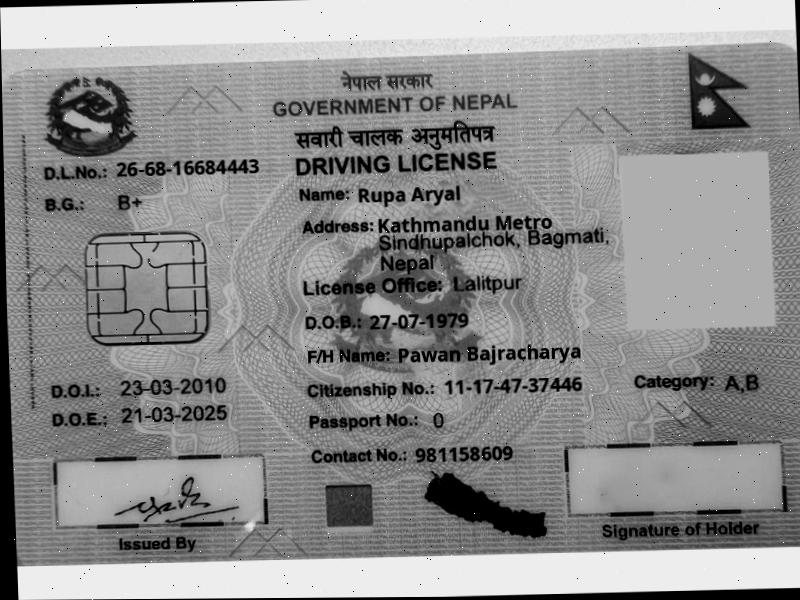 नेपाल सरकार
GOVERNMENT OF NEPAL
सवारी चालक अनुमतिपत्र
DRIVING LICENSE
D.L.No.: 26-68-16684443
B.G.: B+
Name: Rupa Aryal
Address: Kathmandu Metro
Sindhupalchok, Bagmati,
Nepal
License Office: Lalitpur
D.O.B.: 27-07-1979
F/H Name: Pawan Bajracharya
D.O.I.: 23-03-2010
Citizenship No.: 11-17-47-37446
Category: A,B
D.O.E.: 21-03-2025
Passport No.: 0
Contact No.: 981158609
Issued By
Signature of Holder